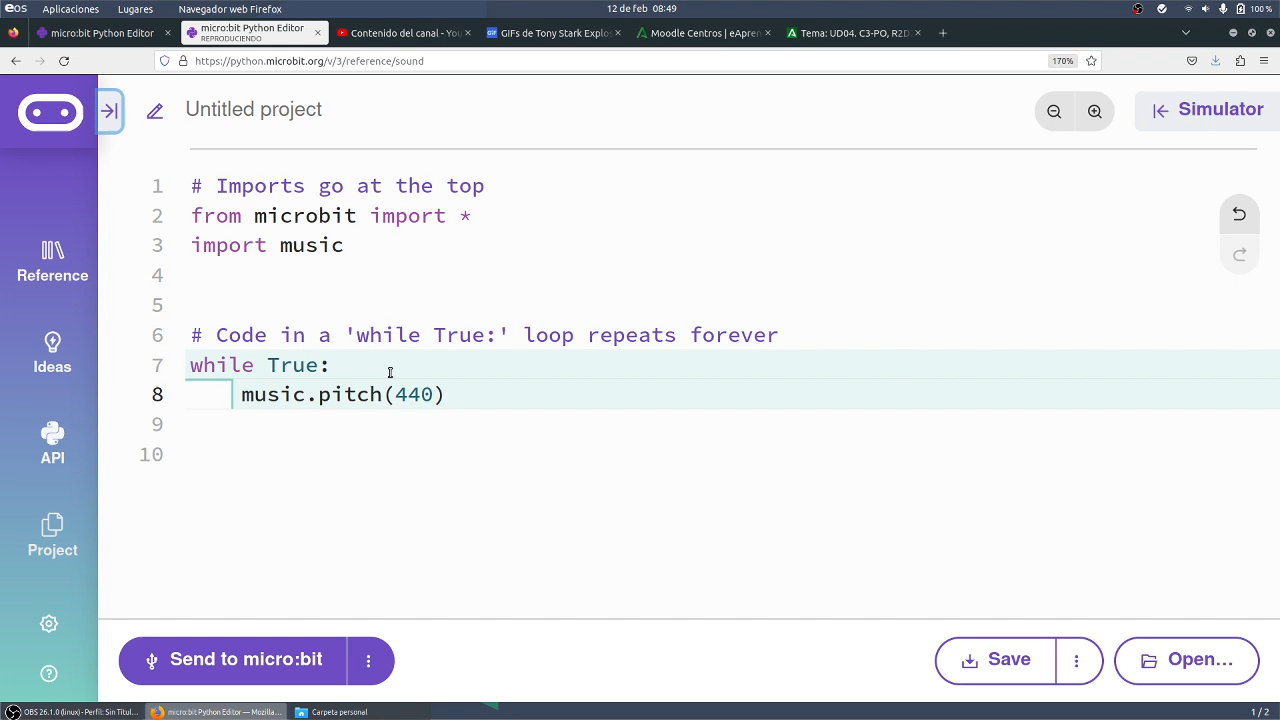 eos Aplicaciones Lugares Navegador web Firefox 12 de feb 08:49 100 %
micro:bit Python Editor
micro:bit Python Editor
REPRODUCIENDO
Contenido del canal - You
GIFs de Tony Stark Explos
Moodle Centros | eApren
Tema: UD04. C3-PO, R2D
https://python.microbit.org/v/3/reference/sound 170%
Untitled project
Simulator
1 # Imports go at the top
2 from microbit import *
3 import music
4
5
6 # Code in a 'while True:' loop repeats forever
7 while True:
8 music.pitch(440)
9
10
Reference
Ideas
API
Project
Send to micro:bit
Save
Open...
OBS 26.1.0 (linux) - Perfil: Sin Titul...
micro:bit Python Editor — Mozilla...
Carpeta personal
1 / 2